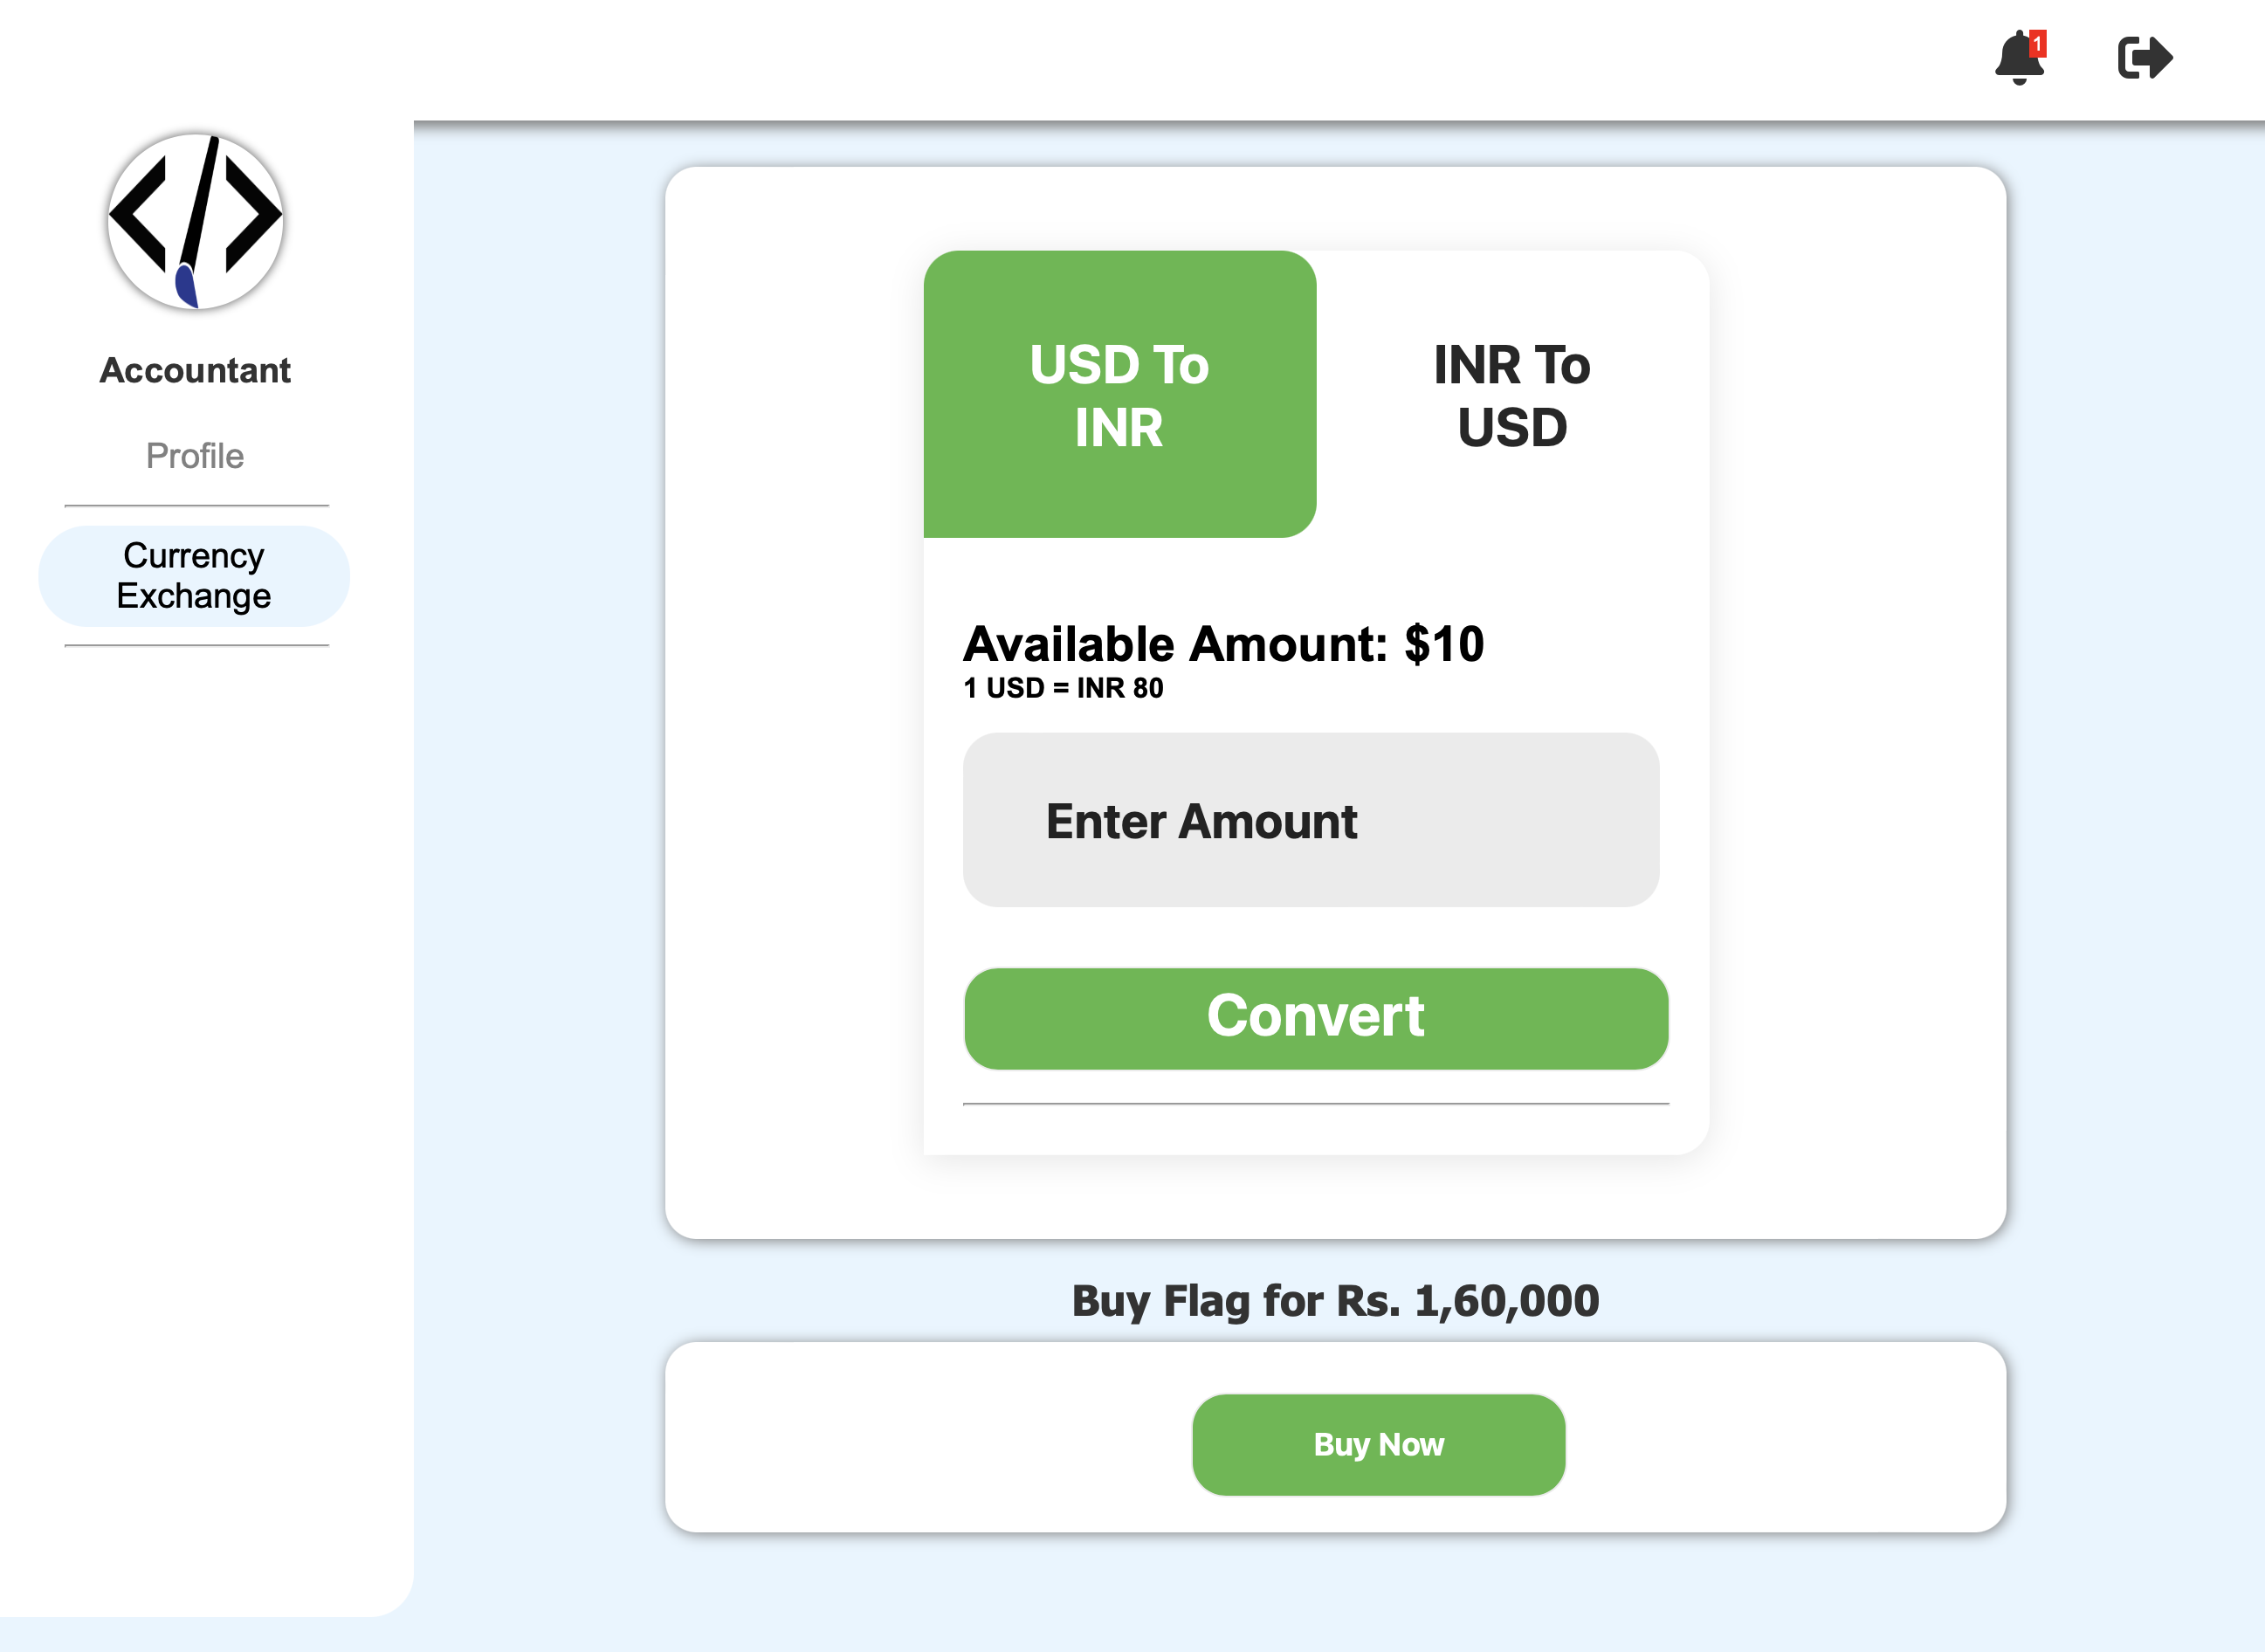 1
Accountant
Profile
Currency
Exchange
USD To
INR
INR To
USD
Available Amount: $10
1 USD = INR 80
Enter Amount
Convert
Buy Flag for Rs. 1,60,000
Buy Now